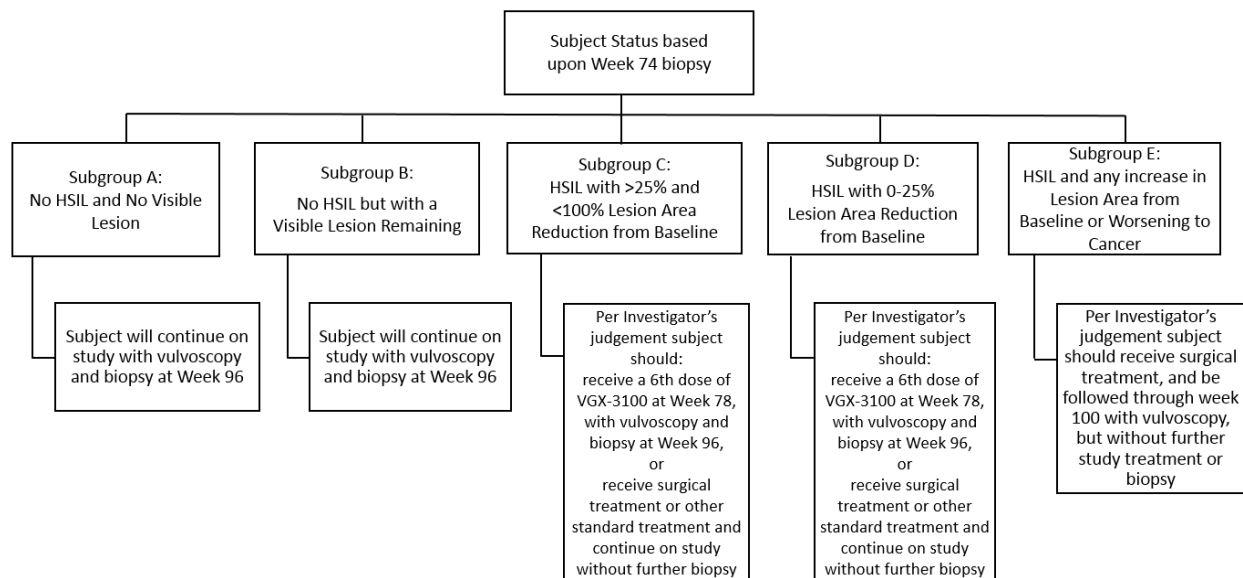 Subject Status based
upon Week 74 biopsy
Subgroup A:
No HSIL and No Visible
Lesion
Subgroup B:
No HSIL but with a
Visible Lesion Remaining
Subgroup C:
HSIL with >25% and
<100% Lesion Area
Reduction from Baseline
Subgroup D:
HSIL with 0-25%
Lesion Area Reduction
from Baseline
Subgroup E:
HSIL and any increase in
Lesion Area from
Baseline or Worsening to
Cancer
Subject will continue on
study with vulvoscopy
and biopsy at Week 96
Subject will continue on
study with vulvoscopy
and biopsy at Week 96
Per Investigator’s
judgement subject
should:
receive a 6th dose of
VGX-3100 at Week 78,
with vulvoscopy and
biopsy at Week 96,
or
receive surgical
treatment or other
standard treatment and
continue on study
without further biopsy
Per Investigator’s
judgement subject
should:
receive a 6th dose of
VGX-3100 at Week 78,
with vulvoscopy and
biopsy at Week 96,
or
receive surgical
treatment or other
standard treatment and
continue on study
without further biopsy
Per Investigator’s
judgement subject
should receive surgical
treatment, and be
followed through week
100 with vulvoscopy,
but without further
study treatment or
biopsy